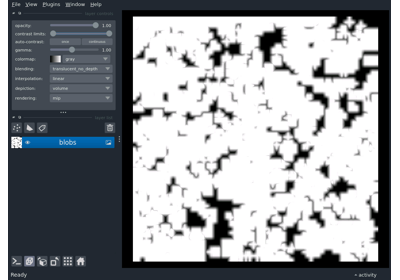 File View Plugins Window Help
opacity: 1.00
contrast limits:
auto-contrast: once continuous
gamma: 1.00
colormap: gray
blending: translucent_no_depth
interpolation: linear
depiction: volume
rendering: mip
blobs
Ready
activity